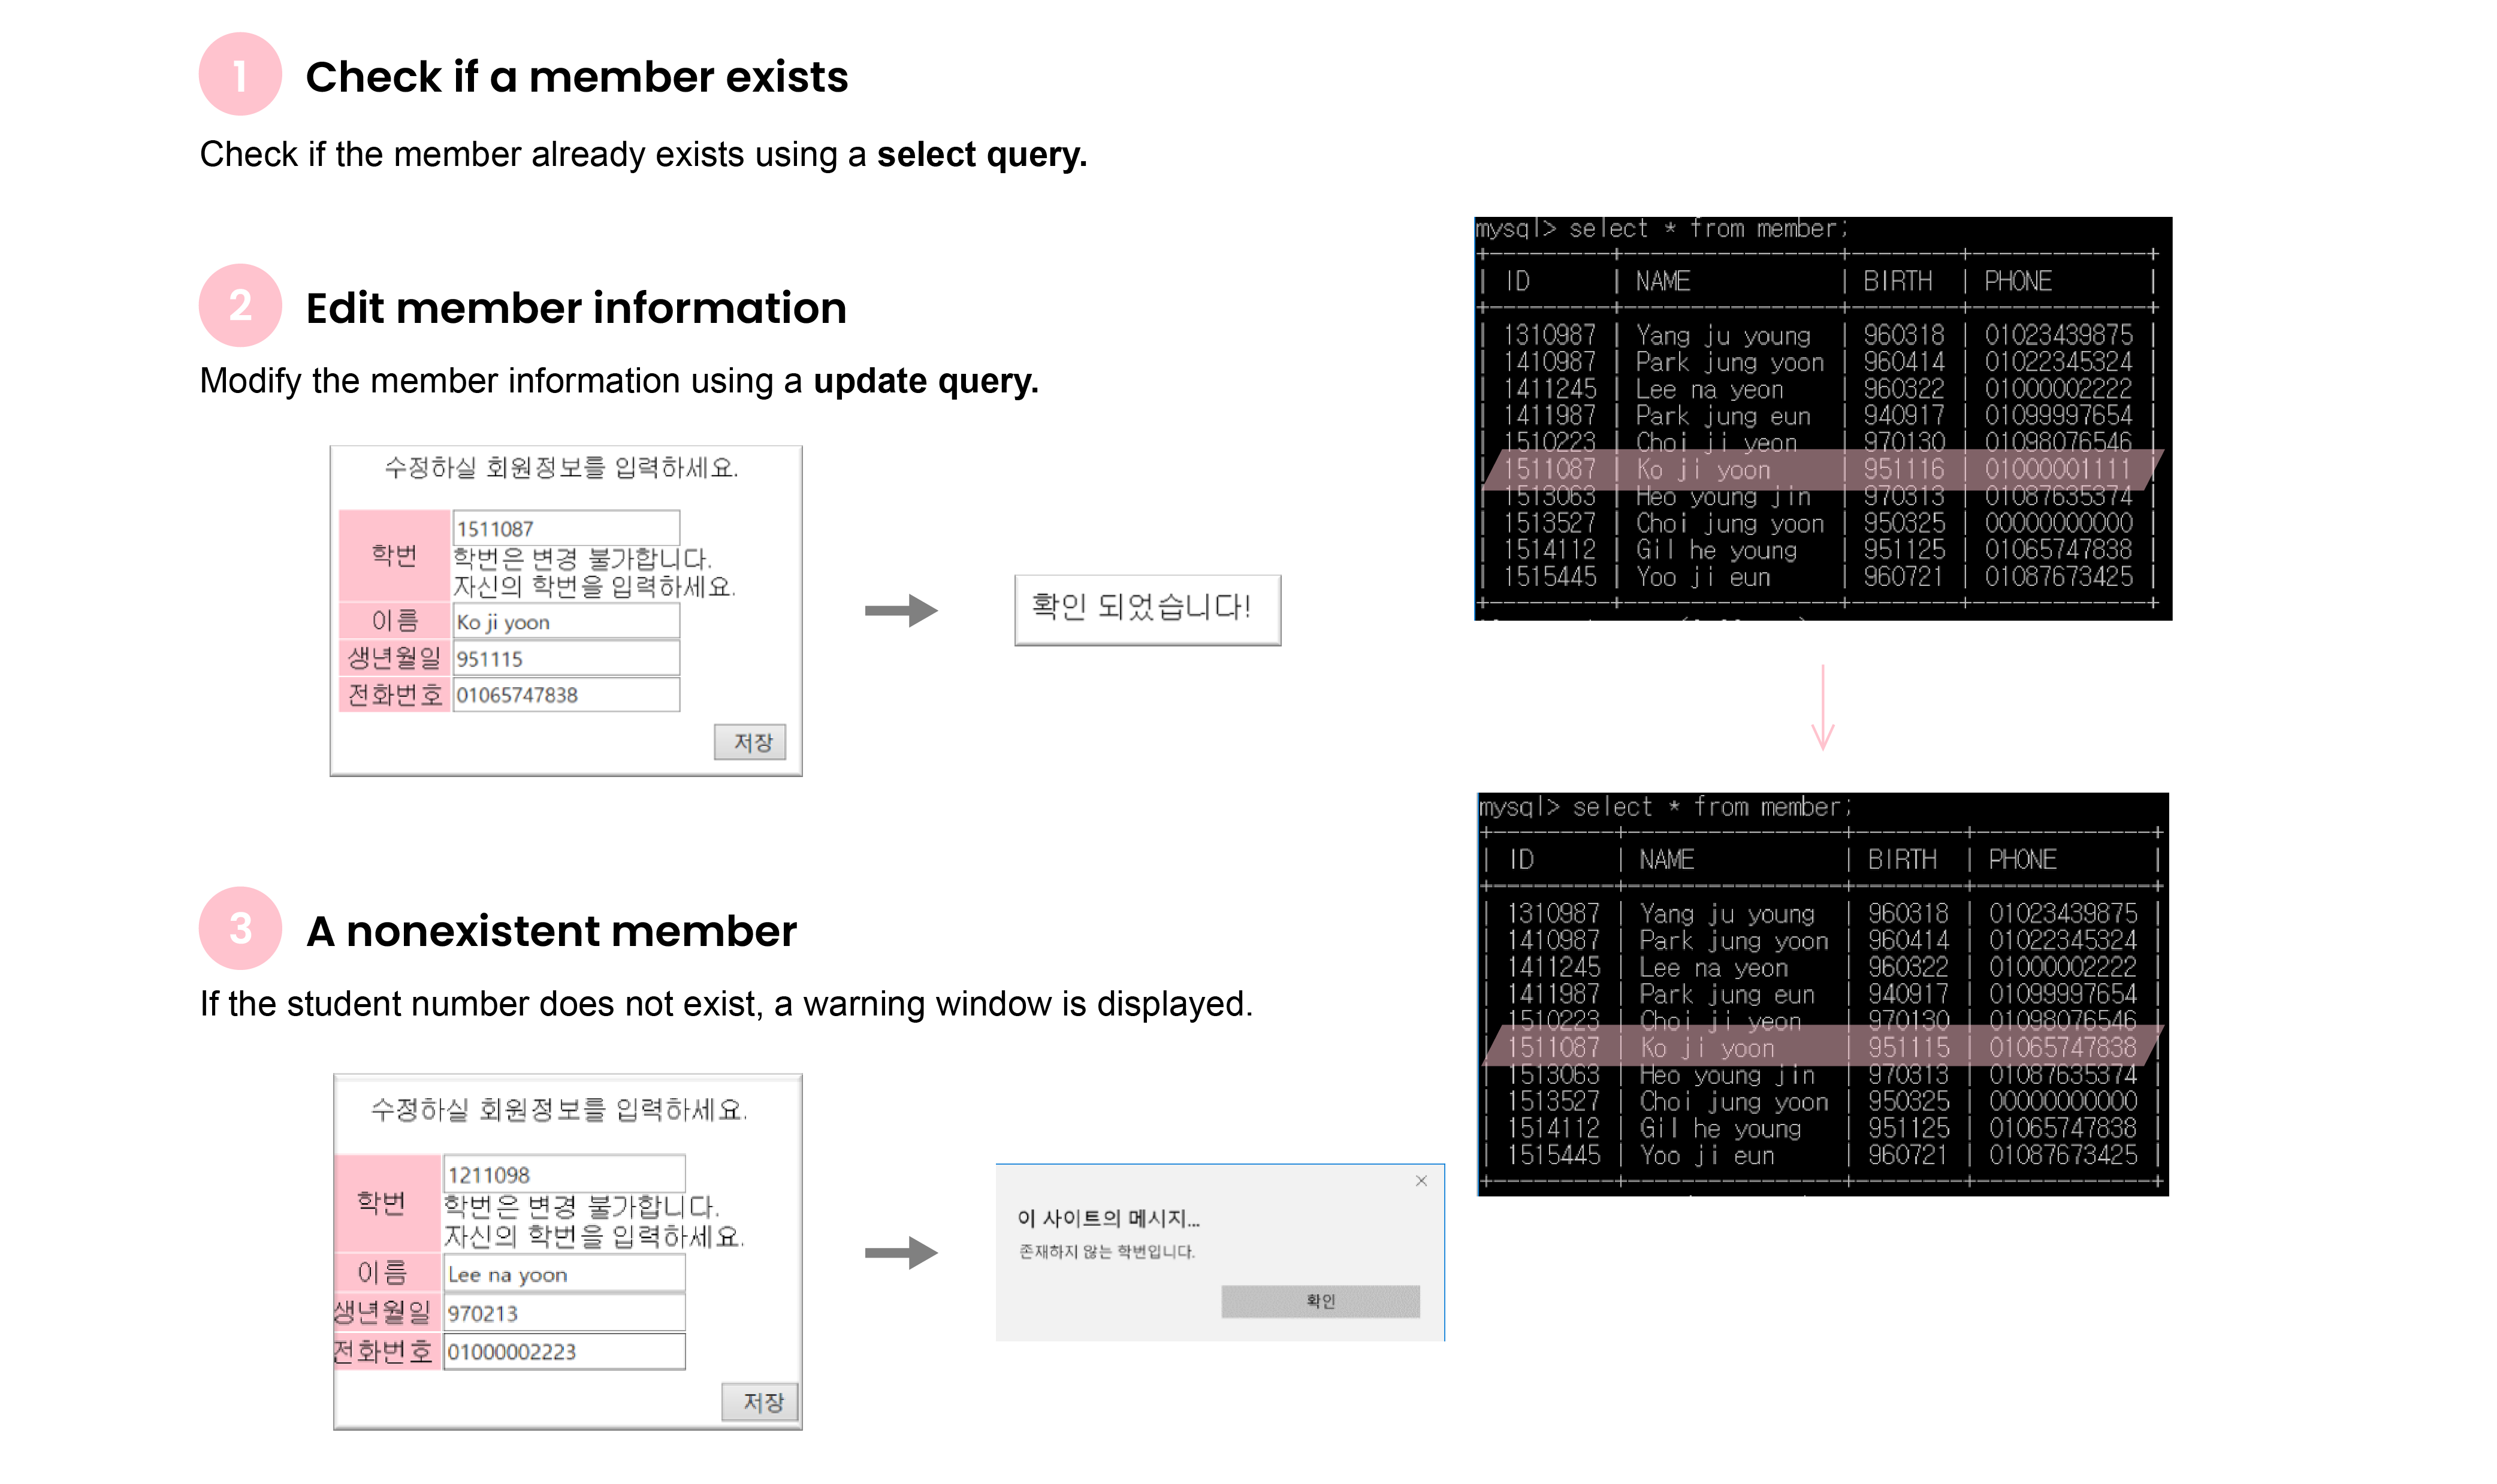 1 Check if a member exists
Check if the member already exists using a select query.
2 Edit member information
Modify the member information using a update query.
수정하실 회원정보를 입력하세요.
학번 1511087
학번은 변경 불가합니다.
자신의 학번을 입력하세요.
이름 Ko ji yoon
생년월일 951115
전화번호 01065747838
저장
확인 되었습니다!
3 A nonexistent member
If the student number does not exist, a warning window is displayed.
수정하실 회원정보를 입력하세요.
학번 1211098
학번은 변경 불가합니다.
자신의 학번을 입력하세요.
이름 Lee na yoon
생년월일 970213
전화번호 01000002223
저장
이 사이트의 메시지...
존재하지 않는 학번입니다.
확인
mysql> select * from member;
| ID | NAME | BIRTH | PHONE |
| 1310987 | Yang ju young | 960318 | 01023439875 |
| 1410987 | Park jung yoon | 960414 | 01022345324 |
| 1411245 | Lee na yeon | 960322 | 01000002222 |
| 1411987 | Park jung eun | 940917 | 01099997654 |
| 1510223 | Choi ji yeon | 970130 | 01098076546 |
| 1511087 | Ko ji yoon | 951116 | 01000001111 |
| 1513063 | Heo young jin | 970313 | 01087635374 |
| 1513527 | Choi jung yoon | 950325 | 00000000000 |
| 1514112 | Gil he young | 951125 | 01065747838 |
| 1515445 | Yoo ji eun | 960721 | 01087673425 |
mysql> select * from member;
| ID | NAME | BIRTH | PHONE |
| 1310987 | Yang ju young | 960318 | 01023439875 |
| 1410987 | Park jung yoon | 960414 | 01022345324 |
| 1411245 | Lee na yeon | 960322 | 01000002222 |
| 1411987 | Park jung eun | 940917 | 01099997654 |
| 1510223 | Choi ji yeon | 970130 | 01098076546 |
| 1511087 | Ko ji yoon | 951115 | 01065747838 |
| 1513063 | Heo young jin | 970313 | 01087635374 |
| 1513527 | Choi jung yoon | 950325 | 00000000000 |
| 1514112 | Gil he young | 951125 | 01065747838 |
| 1515445 | Yoo ji eun | 960721 | 01087673425 |